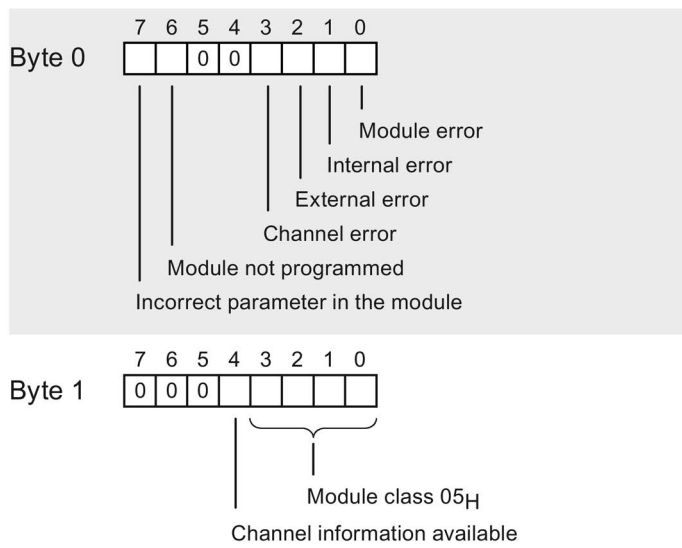 7 6 5 4 3 2 1 0
Byte 0 0 0
Module error
Internal error
External error
Channel error
Module not programmed
Incorrect parameter in the module
7 6 5 4 3 2 1 0
Byte 1 0 0 0
Module class 05H
Channel information available